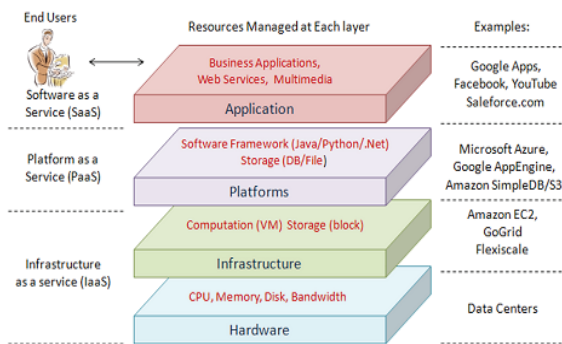 End Users
Resources Managed at Each layer
Examples:
Business Applications,
Web Services, Multimedia
Application
Software as a
Service (SaaS)
Google Apps,
Facebook, YouTube
Saleforce.com
Software Framework (Java/Python/.Net)
Storage (DB/File)
Platforms
Platform as a
Service (PaaS)
Microsoft Azure,
Google AppEngine,
Amazon SimpleDB/S3
Computation (VM) Storage (block)
Infrastructure
Amazon EC2,
GoGrid
Flexiscale
Infrastructure
as a service (IaaS)
CPU, Memory, Disk, Bandwidth
Hardware
Data Centers